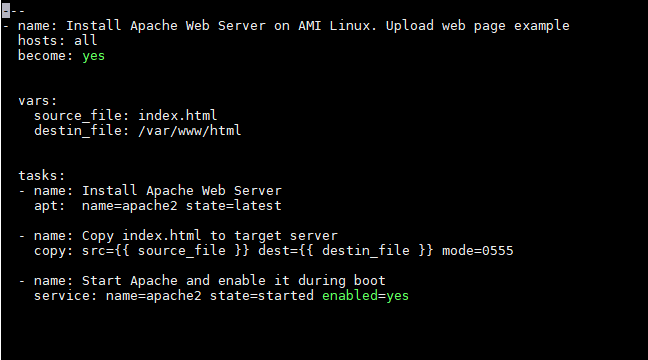 ---
- name: Install Apache Web Server on AMI Linux. Upload web page example
  hosts: all
  become: yes
  vars:
    source_file: index.html
    destin_file: /var/www/html
  tasks:
  - name: Install Apache Web Server
    apt:  name=apache2 state=latest
  - name: Copy index.html to target server
    copy: src={{ source_file }} dest={{ destin_file }} mode=0555
  - name: Start Apache and enable it during boot
    service: name=apache2 state=started enabled=yes